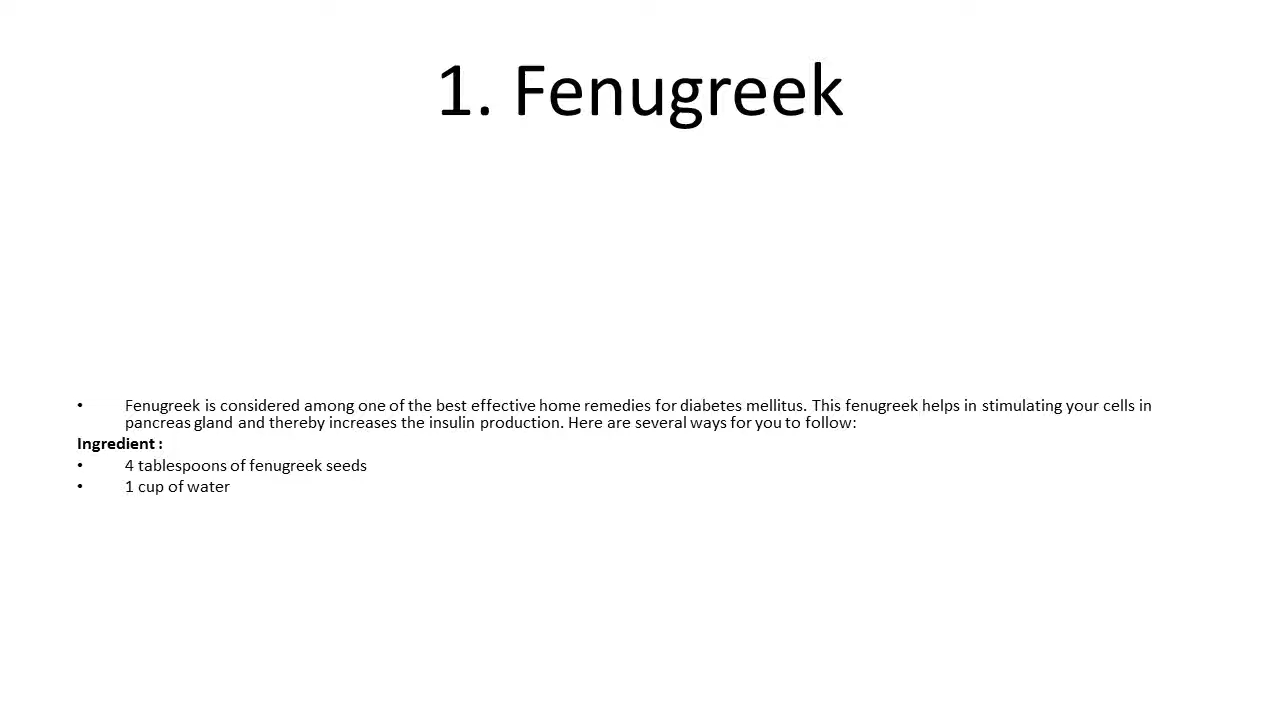 1. Fenugreek
• Fenugreek is considered among one of the best effective home remedies for diabetes mellitus. This fenugreek helps in stimulating your cells in
pancreas gland and thereby increases the insulin production. Here are several ways for you to follow:
Ingredient :
• 4 tablespoons of fenugreek seeds
• 1 cup of water